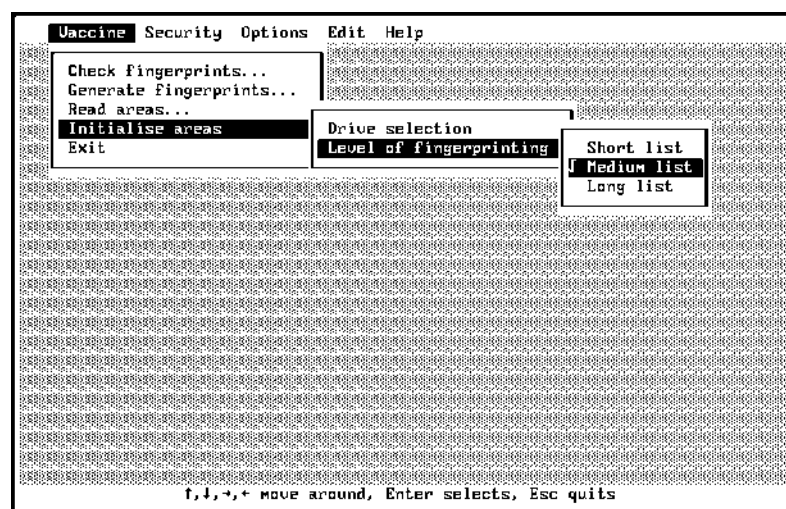 Vaccine Security Options Edit Help
Check fingerprints...
Generate fingerprints...
Read areas...
Initialise areas
Exit
Drive selection
Level of fingerprinting
Short list
√ Medium list
Long list
↑,↓,→,← move around, Enter selects, Esc quits